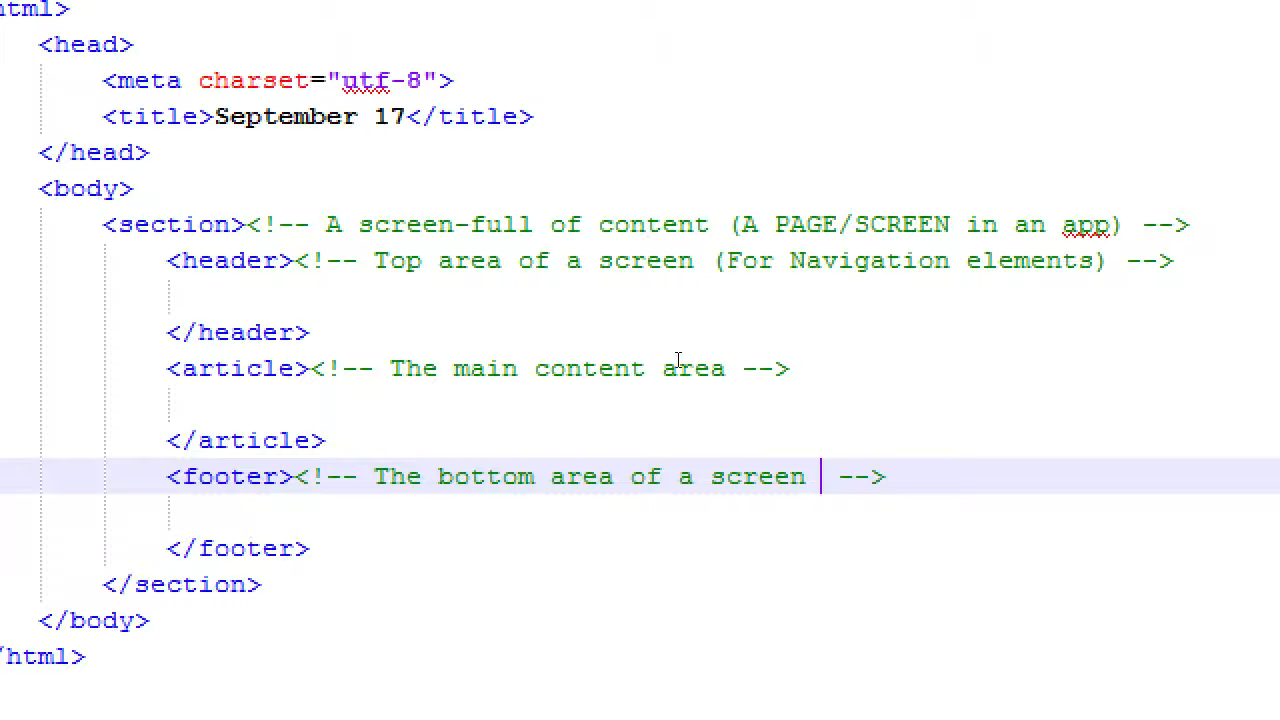 html>
<head>
<meta charset="utf-8">
<title>September 17</title>
</head>
<body>
<section><!-- A screen-full of content (A PAGE/SCREEN in an app) -->
<header><!-- Top area of a screen (For Navigation elements) -->
</header>
<article><!-- The main content area -->
</article>
<footer><!-- The bottom area of a screen  -->
</footer>
</section>
</body>
/html>